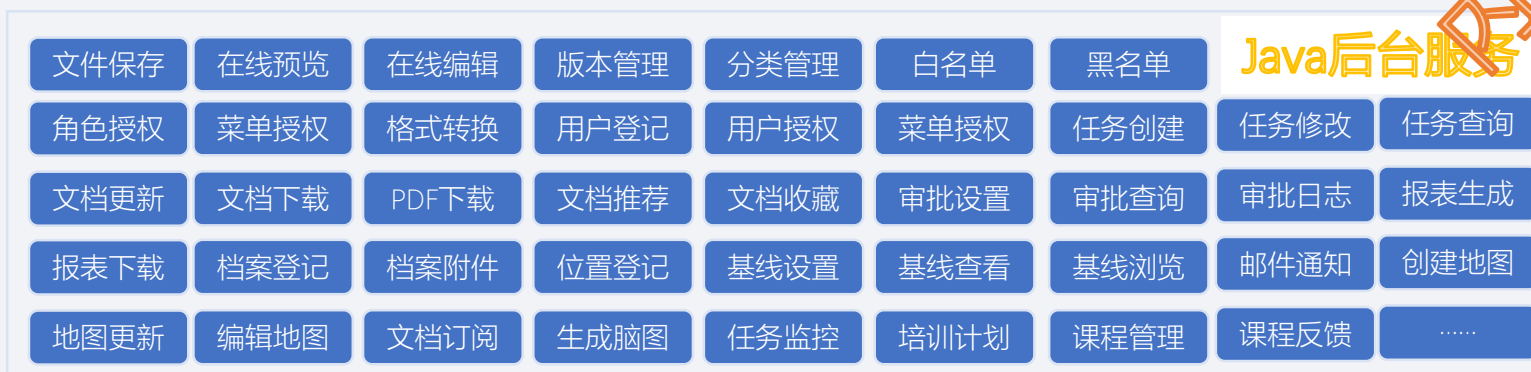 文件保存 在线预览 在线编辑 版本管理 分类管理 白名单 黑名单 Java后台服务
角色授权 菜单授权 格式转换 用户登记 用户授权 菜单授权 任务创建 任务修改 任务查询
文档更新 文档下载 PDF下载 文档推荐 文档收藏 审批设置 审批查询 审批日志 报表生成
报表下载 档案登记 档案附件 位置登记 基线设置 基线查看 基线浏览 邮件通知 创建地图
地图更新 编辑地图 文档订阅 生成脑图 任务监控 培训计划 课程管理 课程反馈 ......